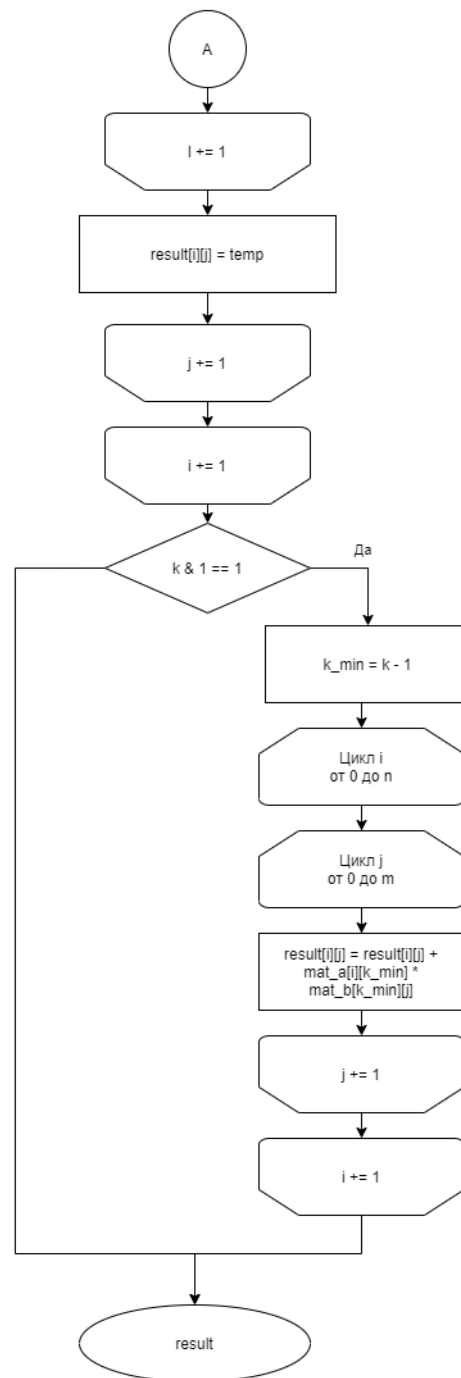 A
l += 1
result[i][j] = temp
j += 1
i += 1
k & 1 == 1
Да
k_min = k - 1
Цикл i
от 0 до n
Цикл j
от 0 до m
result[i][j] = result[i][j] +
mat_a[i][k_min] *
mat_b[k_min][j]
j += 1
i += 1
result